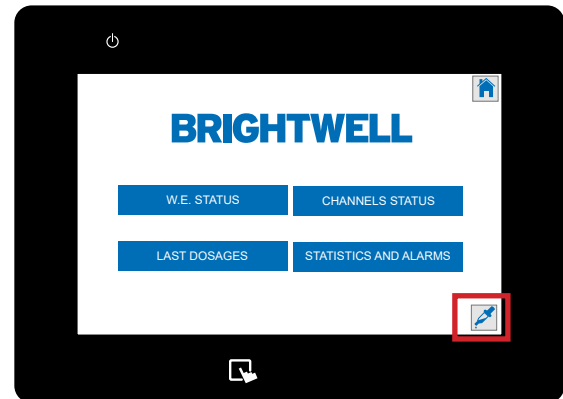 BRIGHTWELL
W.E. STATUS
CHANNELS STATUS
LAST DOSAGES
STATISTICS AND ALARMS